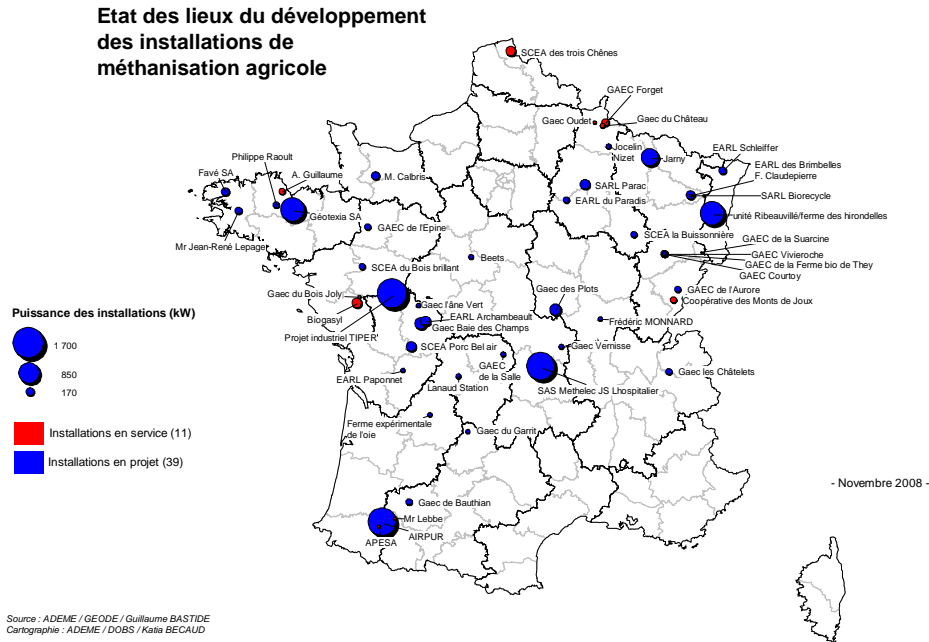 Etat des lieux du développement
des installations de
méthanisation agricole
SCEA des trois Chênes
GAEC Forget
Gaec Oudet
Gaec du Château
Jocelin
Nizet
Jarny
EARL Schleiffer
EARL des Brimbelles
F. Claudepierre
SARL Biorecycle
unité Ribeauvillé/ferme des hirondelles
Philippe Raoult
Favé SA
A. Guillaume
M. Calbris
SARL Parac
EARL du Paradis
Géotexia SA
Mr Jean-René Lepage
GAEC de l'Epine
SCEA la Buissonnière
GAEC de la Suarcine
GAEC Vivieroche
GAEC de la Ferme bio de They
GAEC Courtoy
Beets
SCEA du Bois brillant
GAEC de l'Aurore
Coopérative des Monts de Joux
Gaec du Bois Joly
Gaec des Plots
Gaec l'âne Vert
EARL Archambeault
Gaec Baie des Champs
Biogasyl
Projet industriel TIPER'
Frédéric MONNARD
Puissance des installations (kW)
1 700
850
170
SCEA Porc Bel air
Gaec Vernisse
GAEC
de la Salle
EARL Paponnet
Lanaud Station
SAS Methelec JS Lhospitalier
Gaec les Châtelets
Ferme expérimentale
de l'oie
Gaec du Garrit
Installations en service (11)
Installations en projet (39)
- Novembre 2008 -
Gaec de Bauthian
Mr Lebbe
AIRPUR
APESA
Source : ADEME / GEODE / Guillaume BASTIDE
Cartographie : ADEME / DOBS / Katia BECAUD